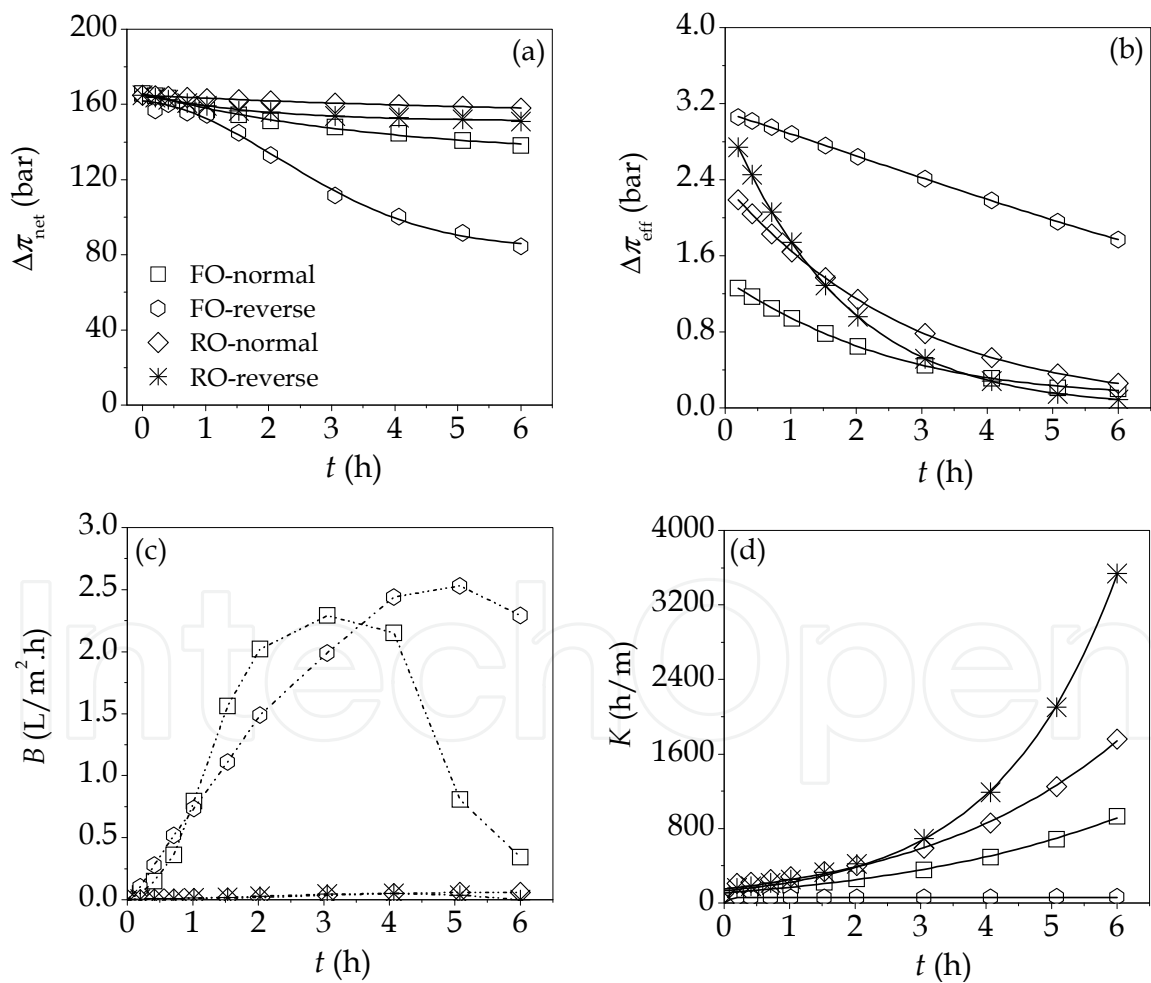 (a)
200
160
120
80
40
0
Δπnet (bar)
FO-normal
FO-reverse
RO-normal
RO-reverse
0 1 2 3 4 5 6
t (h)
(b)
4.0
3.2
2.4
1.6
0.8
0.0
Δπeff (bar)
0 1 2 3 4 5 6
t (h)
(c)
3.0
2.5
2.0
1.5
1.0
0.5
0.0
B (L/m².h)
0 1 2 3 4 5 6
t (h)
(d)
4000
3200
2400
1600
800
0
K (h/m)
0 1 2 3 4 5 6
t (h)
IntechOpen